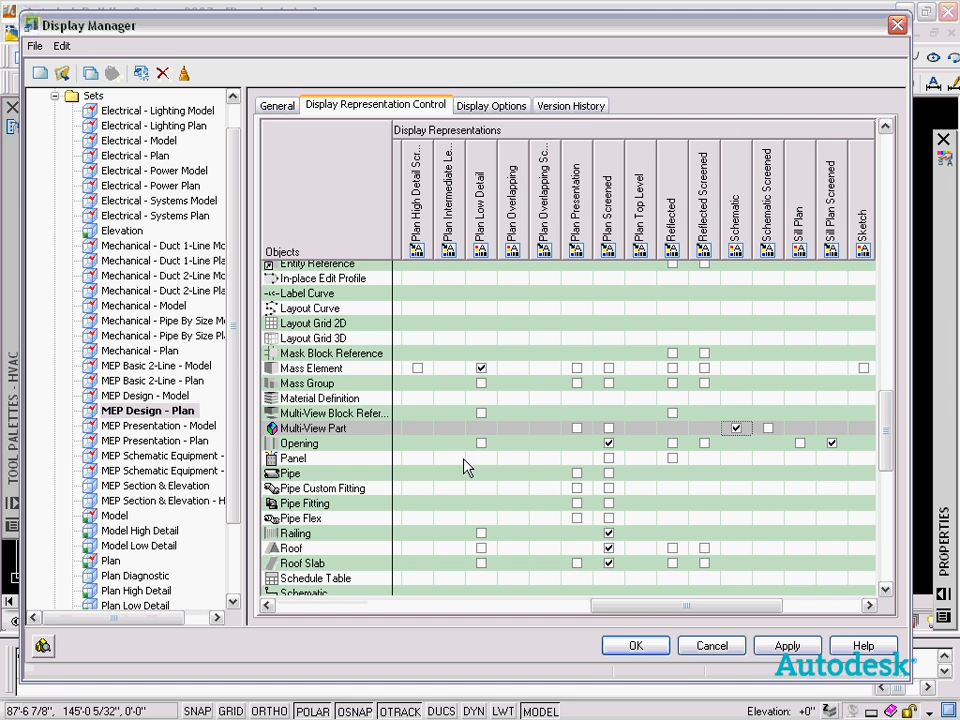 Display Manager
File Edit
Sets
Electrical - Lighting Model
Electrical - Lighting Plan
Electrical - Model
Electrical - Plan
Electrical - Power Model
Electrical - Power Plan
Electrical - Systems Model
Electrical - Systems Plan
Elevation
Mechanical - Duct 1-Line Mo
Mechanical - Duct 1-Line Pla
Mechanical - Duct 2-Line Mo
Mechanical - Duct 2-Line Pla
Mechanical - Model
Mechanical - Pipe By Size M
Mechanical - Pipe By Size Pl
Mechanical - Plan
MEP Basic 2-Line - Model
MEP Basic 2-Line - Plan
MEP Design - Model
MEP Design - Plan
MEP Presentation - Model
MEP Presentation - Plan
MEP Schematic Equipment -
MEP Schematic Equipment -
MEP Section & Elevation
MEP Section & Elevation - H
Model
Model High Detail
Model Low Detail
Plan
Plan Diagnostic
Plan High Detail
Plan Low Detail
General Display Representation Control Display Options Version History
Display Representations
Plan High Detail Scr...
Plan Intermediate Le...
Plan Low Detail
Plan Overlapping
Plan Overlapping Sc...
Plan Presentation
Plan Screened
Plan Top Level
Reflected
Reflected Screened
Schematic
Schematic Screened
Sill Plan
Sill Plan Screened
Sketch
Objects
Entity Reference
In-place Edit Profile
Label Curve
Layout Curve
Layout Grid 2D
Layout Grid 3D
Mask Block Reference
Mass Element
Mass Group
Material Definition
Multi-View Block Refer...
Multi-View Part
Opening
Panel
Pipe
Pipe Custom Fitting
Pipe Fitting
Pipe Flex
Railing
Roof
Roof Slab
Schedule Table
Schematic
OK Cancel Apply Help
Autodesk
TOOL PALETTES - HVAC
PROPERTIES
87'-6 7/8", 145'-0 5/32", 0'-0" SNAP GRID ORTHO POLAR OSNAP OTRACK DUCS DYN LWT MODEL Elevation: +0"